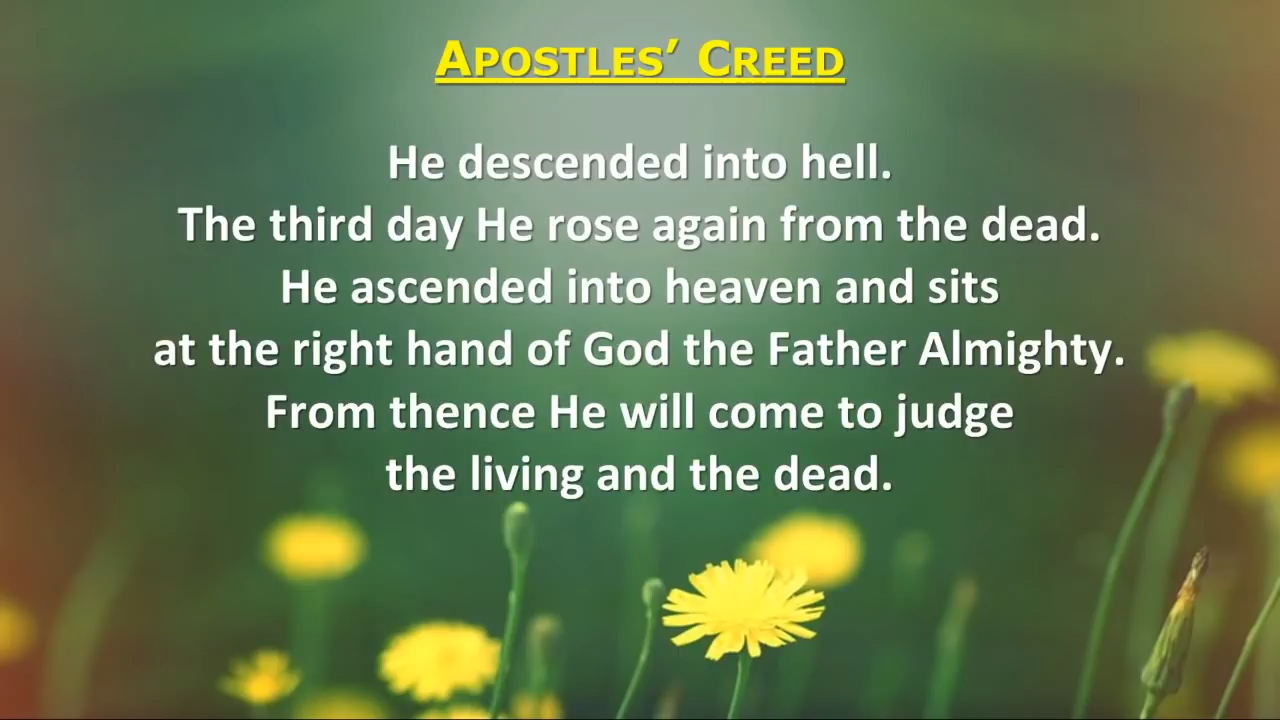 APOSTLES’ CREED
He descended into hell.
The third day He rose again from the dead.
He ascended into heaven and sits
at the right hand of God the Father Almighty.
From thence He will come to judge
the living and the dead.